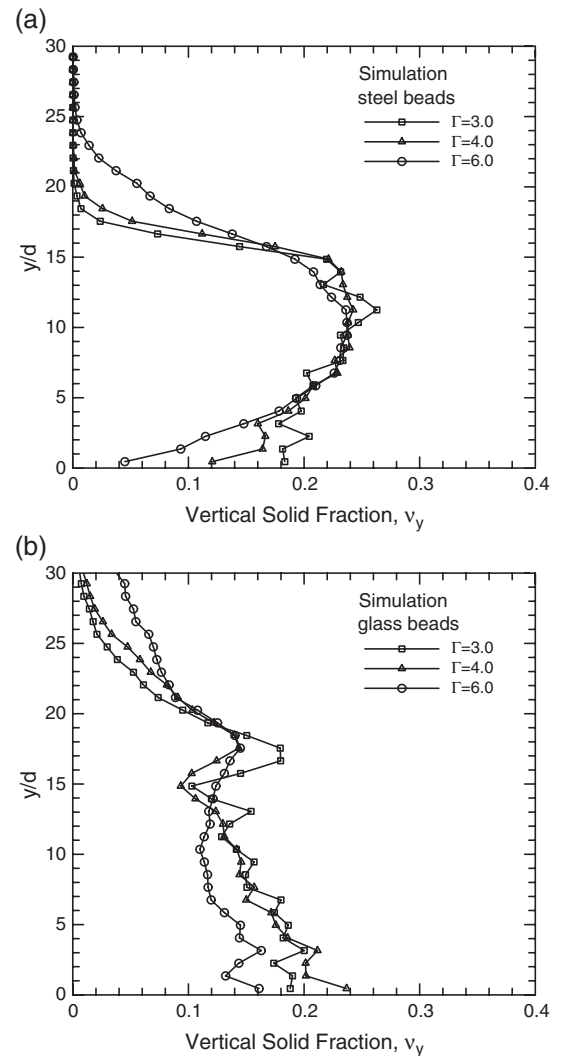 (a)
30
25
20
15
10
5
0
y/d
Simulation
steel beads
Γ=3.0
Γ=4.0
Γ=6.0
0 0.1 0.2 0.3 0.4
Vertical Solid Fraction, νy
(b)
30
25
20
15
10
5
0
y/d
Simulation
glass beads
Γ=3.0
Γ=4.0
Γ=6.0
0 0.1 0.2 0.3 0.4
Vertical Solid Fraction, νy